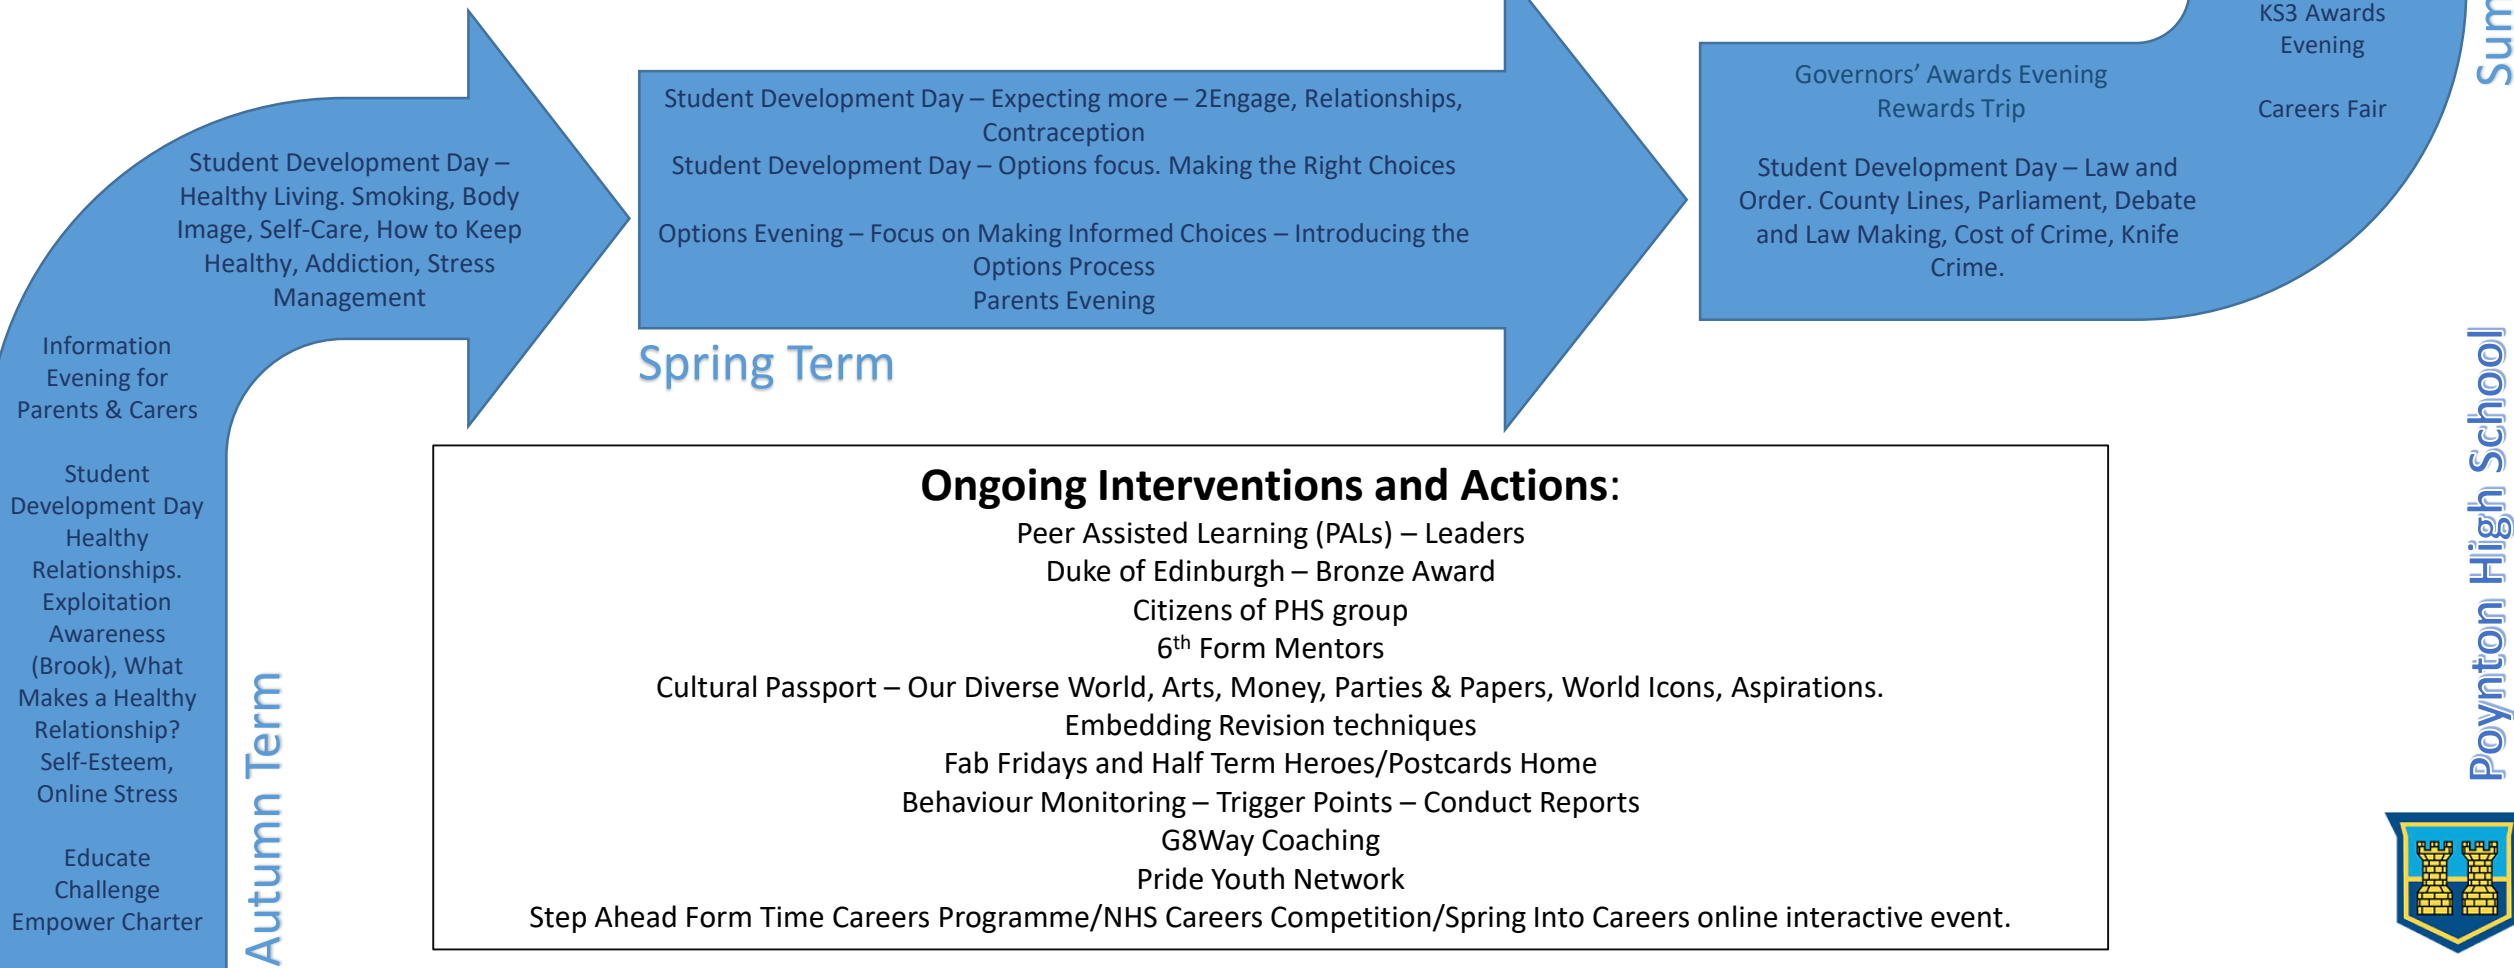 Information
Evening for
Parents & Carers
Student
Development Day
Healthy
Relationships.
Exploitation
Awareness
(Brook), What
Makes a Healthy
Relationship?
Self-Esteem,
Online Stress
Educate
Challenge
Empower Charter
Autumn Term
Student Development Day –
Healthy Living. Smoking, Body
Image, Self-Care, How to Keep
Healthy, Addiction, Stress
Management
Student Development Day – Expecting more – 2Engage, Relationships,
Contraception
Student Development Day – Options focus. Making the Right Choices
Options Evening – Focus on Making Informed Choices – Introducing the
Options Process
Parents Evening
Spring Term
Governors’ Awards Evening
Rewards Trip
Student Development Day – Law and
Order. County Lines, Parliament, Debate
and Law Making, Cost of Crime, Knife
Crime.
KS3 Awards
Evening
Careers Fair
Ongoing Interventions and Actions:
Peer Assisted Learning (PALs) – Leaders
Duke of Edinburgh – Bronze Award
Citizens of PHS group
6th Form Mentors
Cultural Passport – Our Diverse World, Arts, Money, Parties & Papers, World Icons, Aspirations.
Embedding Revision techniques
Fab Fridays and Half Term Heroes/Postcards Home
Behaviour Monitoring – Trigger Points – Conduct Reports
G8Way Coaching
Pride Youth Network
Step Ahead Form Time Careers Programme/NHS Careers Competition/Spring Into Careers online interactive event.
Poynton High School